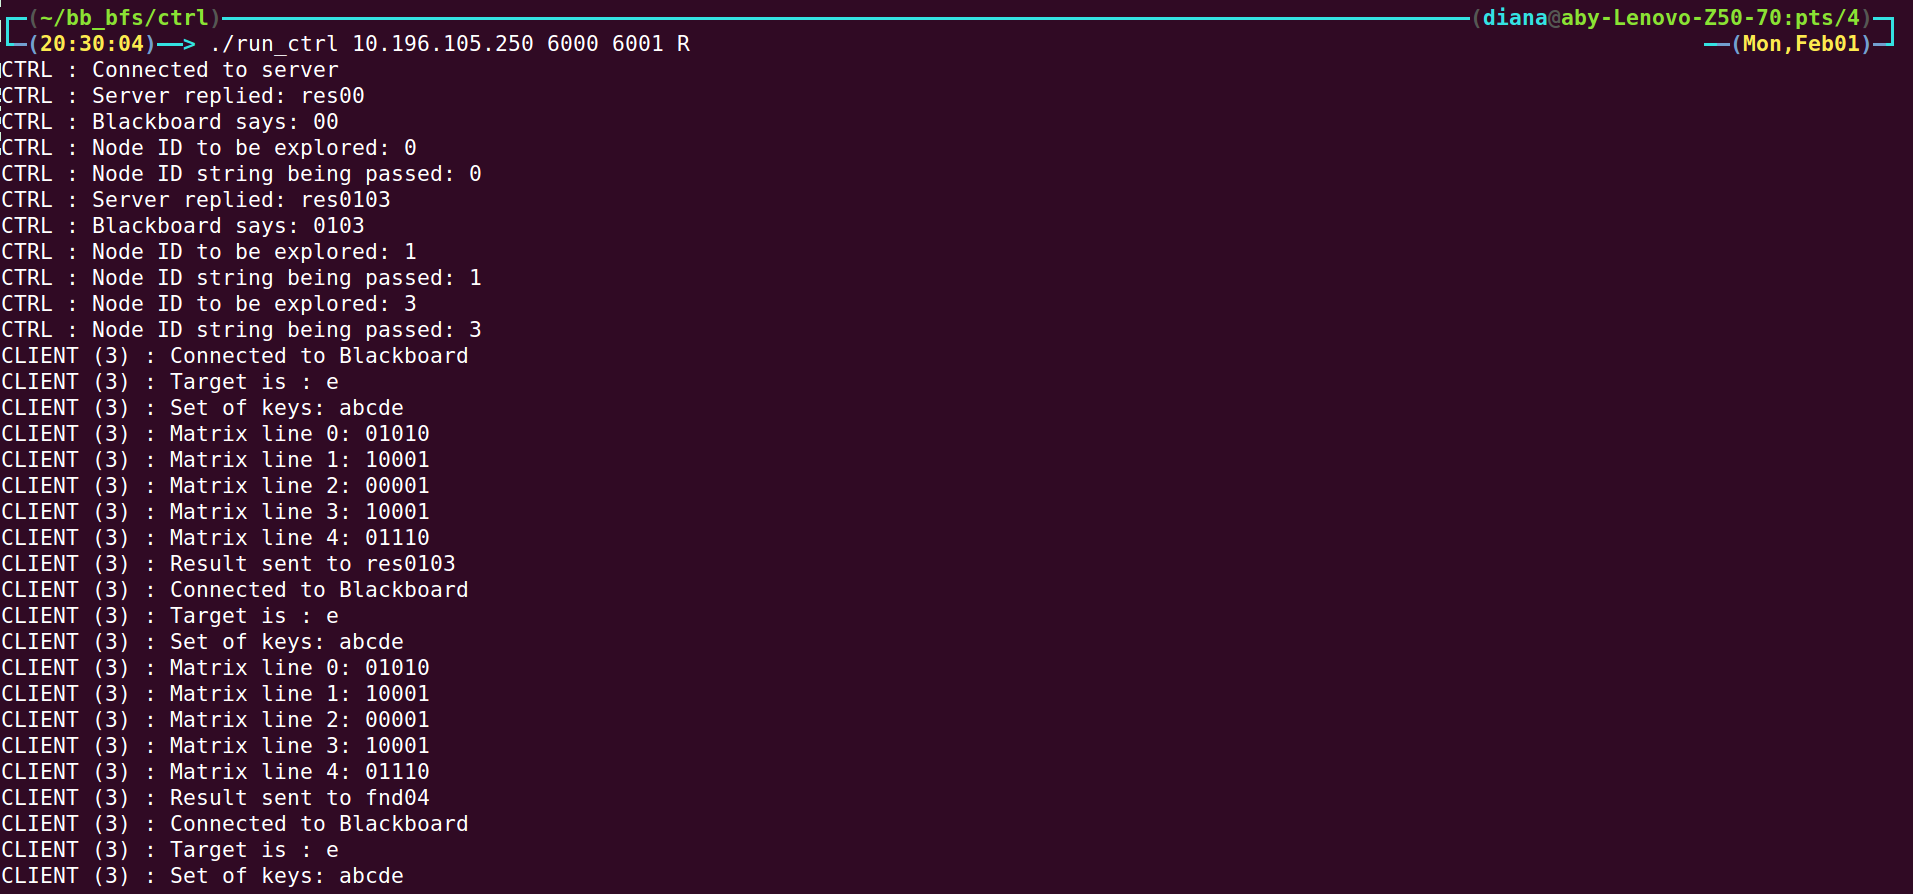 (~/bb_bfs/ctrl) (diana@aby-Lenovo-Z50-70:pts/4)
(20:30:04)—> ./run_ctrl 10.196.105.250 6000 6001 R —(Mon,Feb01)
CTRL : Connected to server
CTRL : Server replied: res00
CTRL : Blackboard says: 00
CTRL : Node ID to be explored: 0
CTRL : Node ID string being passed: 0
CTRL : Server replied: res0103
CTRL : Blackboard says: 0103
CTRL : Node ID to be explored: 1
CTRL : Node ID string being passed: 1
CTRL : Node ID to be explored: 3
CTRL : Node ID string being passed: 3
CLIENT (3) : Connected to Blackboard
CLIENT (3) : Target is : e
CLIENT (3) : Set of keys: abcde
CLIENT (3) : Matrix line 0: 01010
CLIENT (3) : Matrix line 1: 10001
CLIENT (3) : Matrix line 2: 00001
CLIENT (3) : Matrix line 3: 10001
CLIENT (3) : Matrix line 4: 01110
CLIENT (3) : Result sent to res0103
CLIENT (3) : Connected to Blackboard
CLIENT (3) : Target is : e
CLIENT (3) : Set of keys: abcde
CLIENT (3) : Matrix line 0: 01010
CLIENT (3) : Matrix line 1: 10001
CLIENT (3) : Matrix line 2: 00001
CLIENT (3) : Matrix line 3: 10001
CLIENT (3) : Matrix line 4: 01110
CLIENT (3) : Result sent to fnd04
CLIENT (3) : Connected to Blackboard
CLIENT (3) : Target is : e
CLIENT (3) : Set of keys: abcde